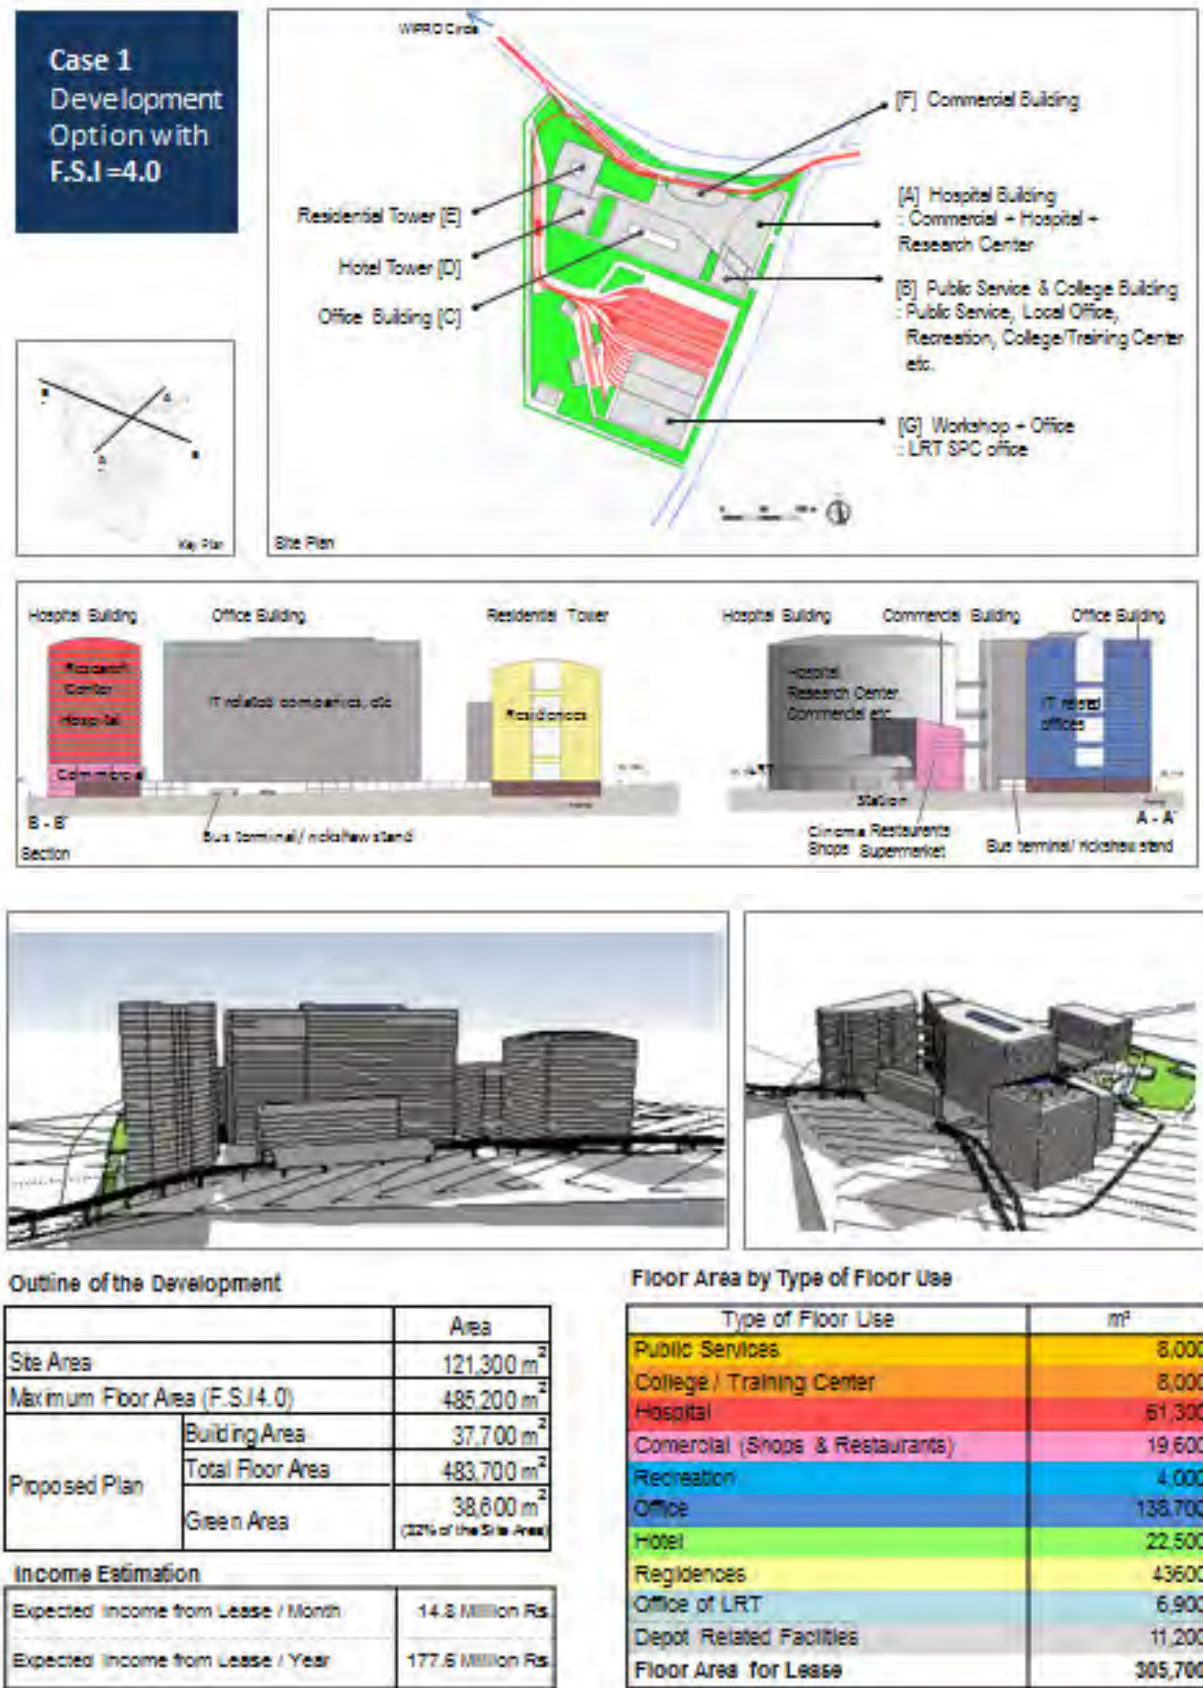 Case 1
Development
Option with
F.S.I =4.0
WIPRO Circle
[F] Commercial Building
[A] Hospital Building
: Commercial + Hospital +
Research Center
Residential Tower [E]
Hotel Tower [D]
Office Building [C]
[B] Public Service & College Building
: Public Service, Local Office,
Recreation, College/Training Center
etc.
[G] Workshop + Office
: LRT SPC office
Key Plan
Site Plan
Hospital Building
Office Building
Residential Tower
Hospital Building
Commercial Building
Office Building
Research
Center
Hospital
Commercial
IT related companies, etc
Residences
Hospital
Research Center,
Commercial etc.
IT related
offices
LRT
Station
B - B'
A - A'
Bus terminal/ rickshaw stand
Cinema Restaurants
Shops Supermarket
Bus terminal/ rickshaw stand
Section
Outline of the Development
Area
Site Area 121,300 m²
Maximum Floor Area (F.S.I 4.0) 485,200 m²
Proposed Plan
Building Area 37,700 m²
Total Floor Area 483,700 m²
Green Area 38,600 m²
(32% of the Site Area)
Income Estimation
Expected Income from Lease / Month 14.8 Million Rs.
Expected Income from Lease / Year 177.6 Million Rs.
Floor Area by Type of Floor Use
Type of Floor Use m²
Public Services 8,000
College / Training Center 8,000
Hospital 61,300
Comercial (Shops & Restaurants) 19,600
Recreation 4,000
Office 138,700
Hotel 22,500
Regidences 43600
Office of LRT 6,900
Depot Related Facilities 11,200
Floor Area for Lease 305,700